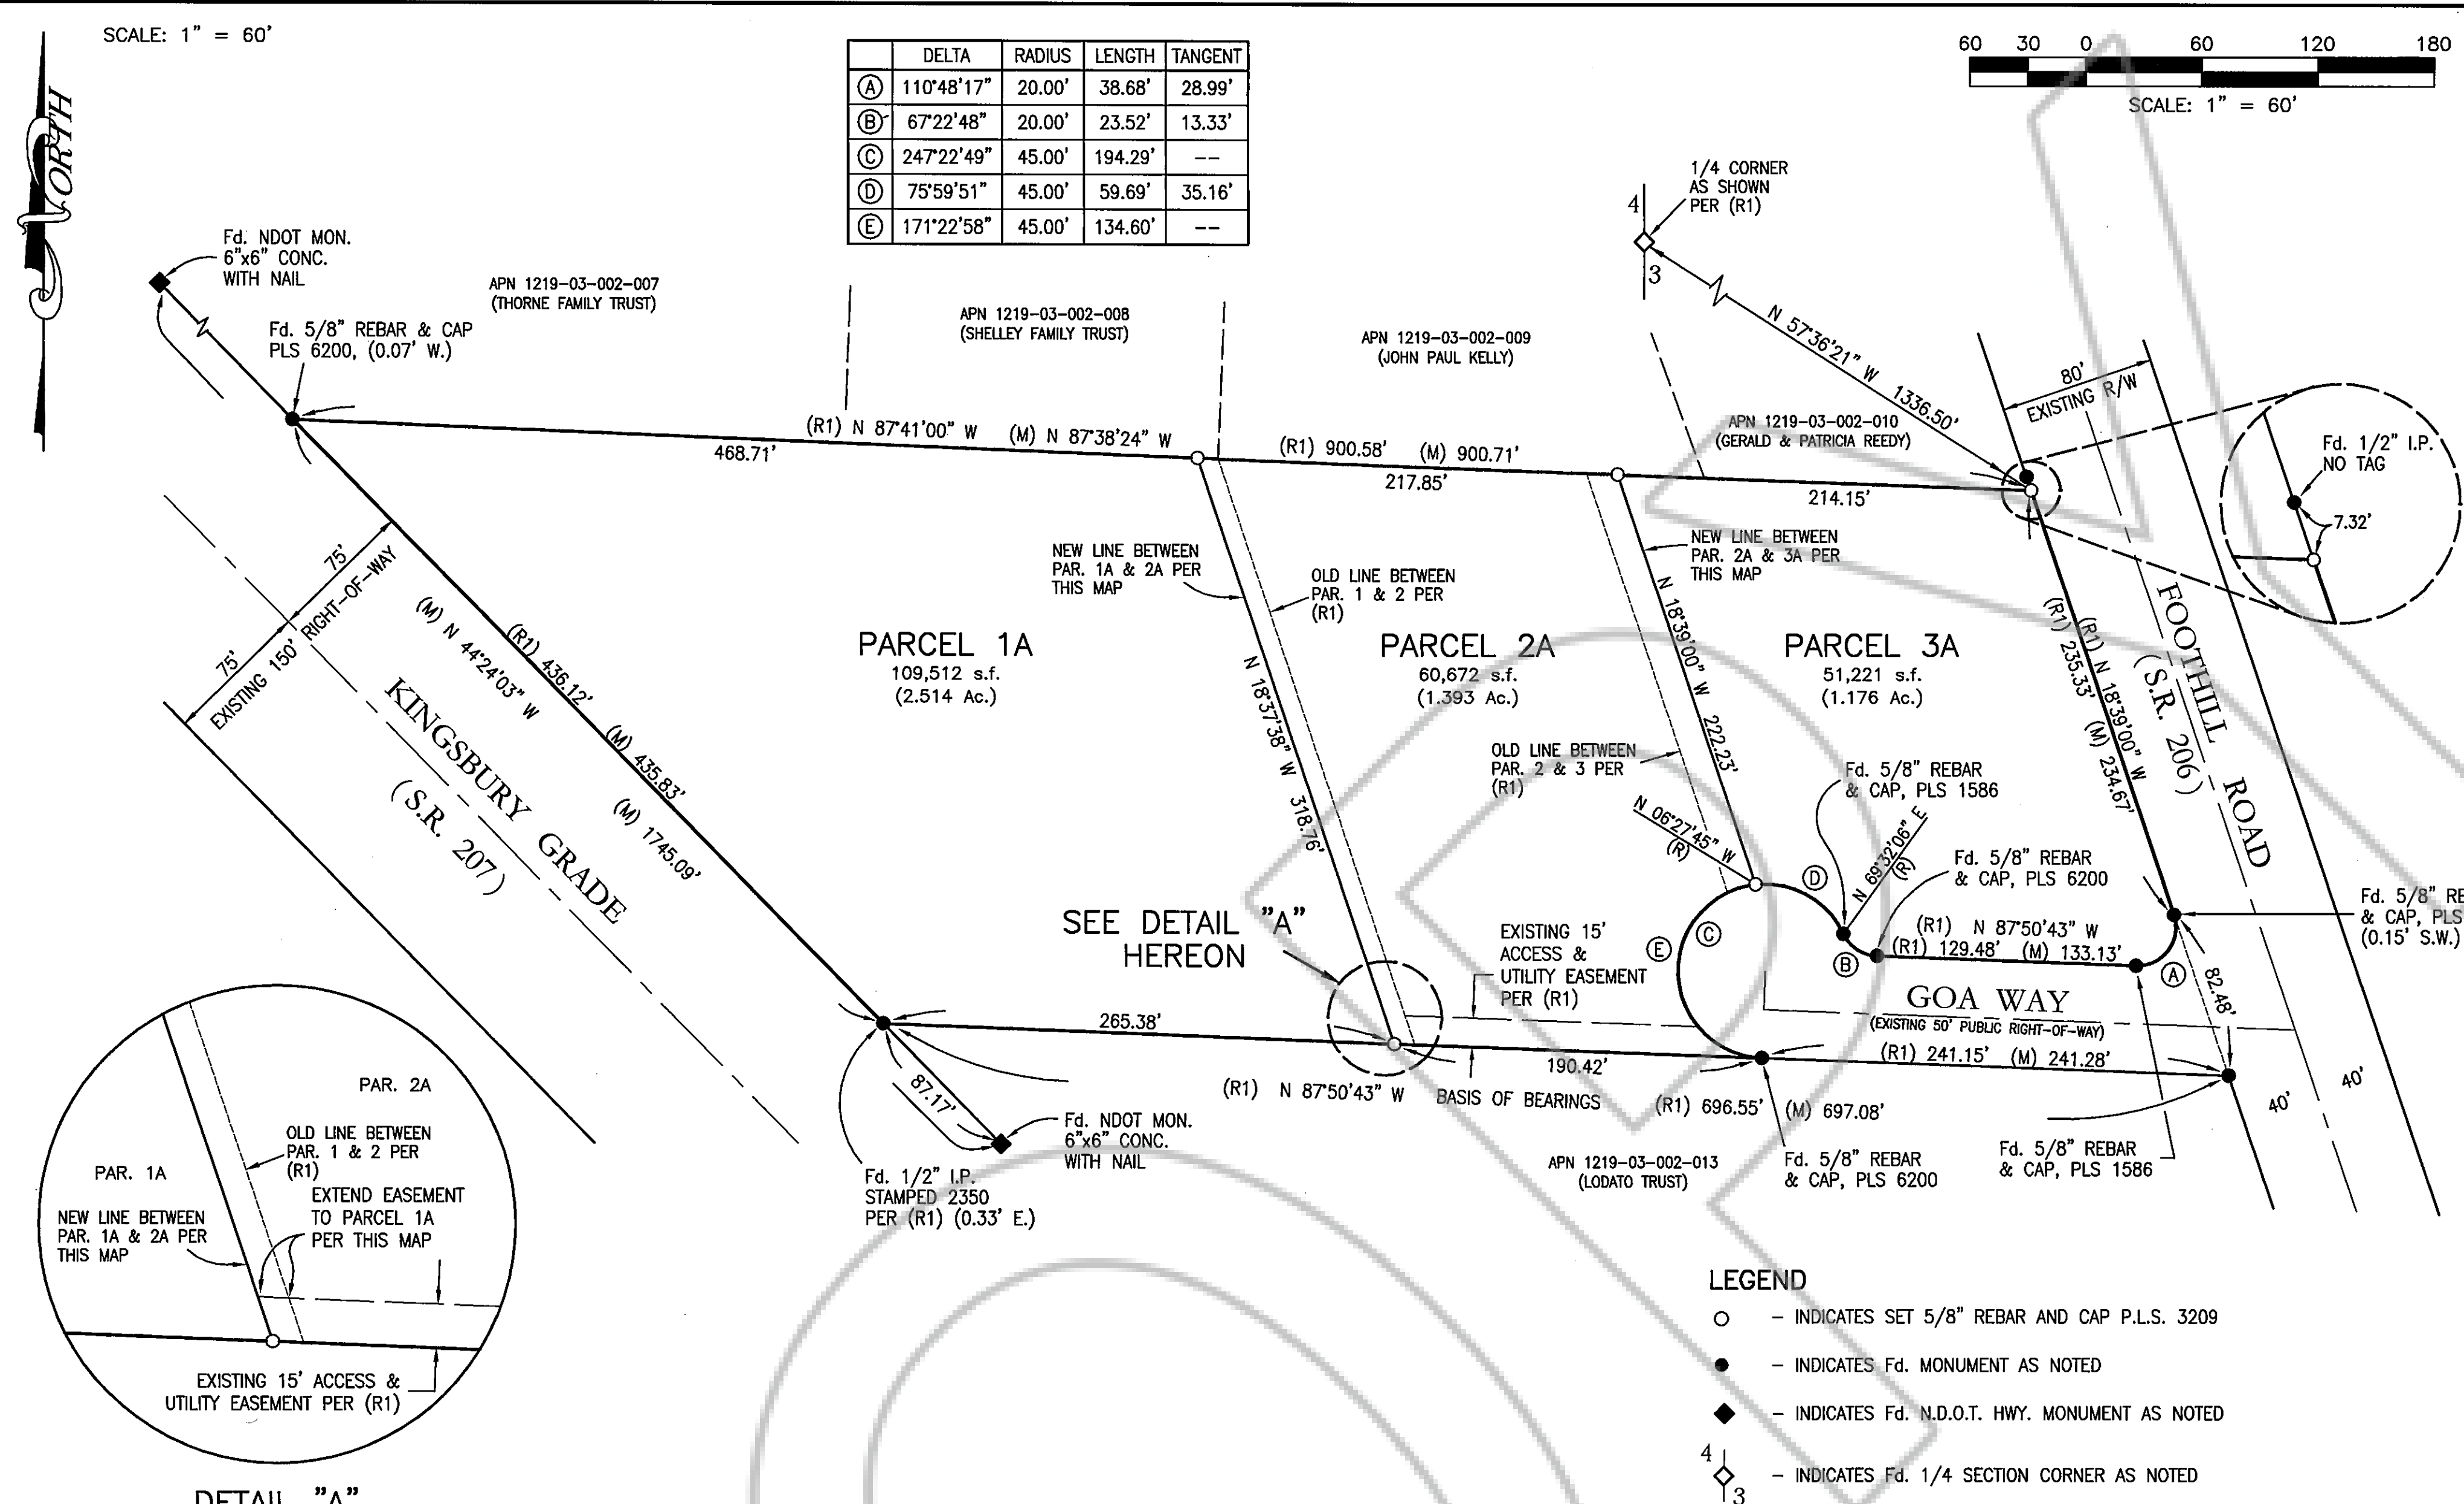 SCALE: 1" = 60'
NORTH
DELTA RADIUS LENGTH TANGENT
A 110°48'17" 20.00' 38.68' 28.99'
B 67°22'48" 20.00' 23.52' 13.33'
C 247°22'49" 45.00' 194.29' --
D 75°59'51" 45.00' 59.69' 35.16'
E 171°22'58" 45.00' 134.60' --
60 30 0 60 120 180
SCALE: 1" = 60'
1/4 CORNER
AS SHOWN
PER (R1)
4
3
N 57°36'21" W 1336.50'
Fd. NDOT MON.
6"x6" CONC.
WITH NAIL
Fd. 5/8" REBAR & CAP
PLS 6200, (0.07' W.)
APN 1219-03-002-007
(THORNE FAMILY TRUST)
APN 1219-03-002-008
(SHELLEY FAMILY TRUST)
APN 1219-03-002-009
(JOHN PAUL KELLY)
APN 1219-03-002-010
(GERALD & PATRICIA REEDY)
80'
EXISTING R/W
Fd. 1/2" I.P.
NO TAG
7.32'
(R1) N 87°41'00" W (M) N 87°38'24" W
(R1) 900.58' (M) 900.71'
468.71'
217.85'
214.15'
NEW LINE BETWEEN
PAR. 1A & 2A PER
THIS MAP
OLD LINE BETWEEN
PAR. 1 & 2 PER
(R1)
NEW LINE BETWEEN
PAR. 2A & 3A PER
THIS MAP
75'
75'
EXISTING 150' RIGHT-OF-WAY
(M) N 44°24'03" W
(R1) 436.12'
(M) 435.83'
(M) 1745.09'
KINGSBURY GRADE
(S.R. 207)
PARCEL 1A
109,512 s.f.
(2.514 Ac.)
PARCEL 2A
60,672 s.f.
(1.393 Ac.)
PARCEL 3A
51,221 s.f.
(1.176 Ac.)
N 18°37'38" W 318.76'
N 18°39'00" W 222.23'
(R1) 235.33' (M) 234.67'
(R1) N 18°39'00" W
FOOTHILL ROAD
(S.R. 206)
OLD LINE BETWEEN
PAR. 2 & 3 PER
(R1)
N 06°27'45" W
(R)
Fd. 5/8" REBAR
& CAP, PLS 1586
N 69°32'06" E
(R)
Fd. 5/8" REBAR
& CAP, PLS 6200
Fd. 5/8" RE
& CAP, PLS
(0.15' S.W.)
SEE DETAIL "A"
HEREON
EXISTING 15'
ACCESS &
UTILITY EASEMENT
PER (R1)
D
C
E
B
A
(R1) N 87°50'43" W
(R1) 129.48' (M) 133.13'
82.48'
GOA WAY
(EXISTING 50' PUBLIC RIGHT-OF-WAY)
265.38'
190.42'
(R1) 241.15' (M) 241.28'
(R1) N 87°50'43" W BASIS OF BEARINGS (R1) 696.55' (M) 697.08'
40'
40'
87.17'
Fd. NDOT MON.
6"x6" CONC.
WITH NAIL
Fd. 1/2" I.P.
STAMPED 2350
PER (R1) (0.33' E.)
APN 1219-03-002-013
(LODATO TRUST)
Fd. 5/8" REBAR
& CAP, PLS 6200
Fd. 5/8" REBAR
& CAP, PLS 1586
PAR. 2A
OLD LINE BETWEEN
PAR. 1 & 2 PER
(R1)
PAR. 1A
EXTEND EASEMENT
TO PARCEL 1A
PER THIS MAP
NEW LINE BETWEEN
PAR. 1A & 2A PER
THIS MAP
EXISTING 15' ACCESS &
UTILITY EASEMENT PER (R1)
DETAIL "A"
LEGEND
- INDICATES SET 5/8" REBAR AND CAP P.L.S. 3209
- INDICATES Fd. MONUMENT AS NOTED
- INDICATES Fd. N.D.O.T. HWY. MONUMENT AS NOTED
4
3
- INDICATES Fd. 1/4 SECTION CORNER AS NOTED